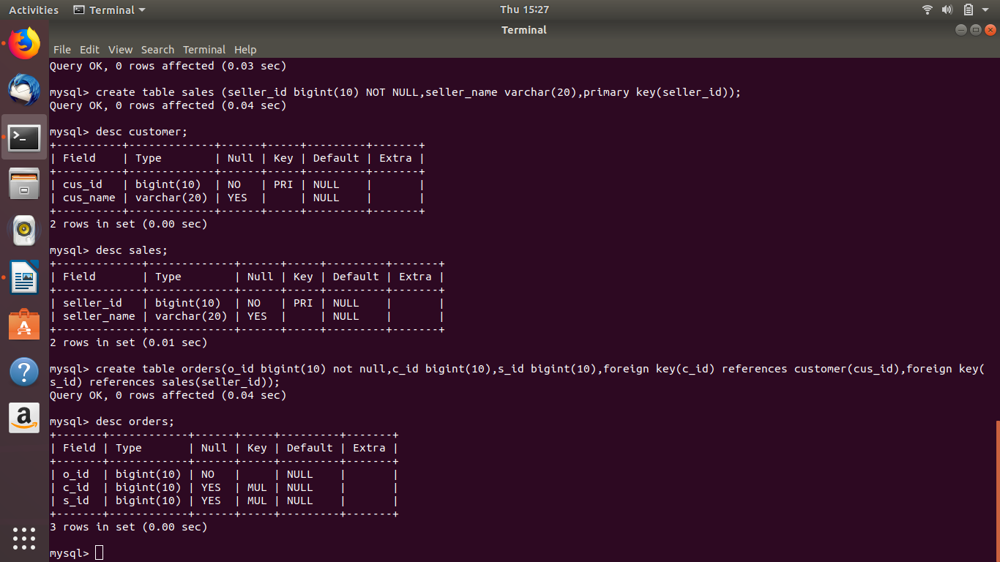 Activities Terminal Thu 15:27
Terminal
File Edit View Search Terminal Help
Query OK, 0 rows affected (0.03 sec)
mysql> create table sales (seller_id bigint(10) NOT NULL,seller_name varchar(20),primary key(seller_id));
Query OK, 0 rows affected (0.04 sec)
mysql> desc customer;
+----------+-------------+------+-----+---------+-------+
| Field    | Type        | Null | Key | Default | Extra |
+----------+-------------+------+-----+---------+-------+
| cus_id   | bigint(10)  | NO   | PRI | NULL    |       |
| cus_name | varchar(20) | YES  |     | NULL    |       |
+----------+-------------+------+-----+---------+-------+
2 rows in set (0.00 sec)
mysql> desc sales;
+-------------+-------------+------+-----+---------+-------+
| Field       | Type        | Null | Key | Default | Extra |
+-------------+-------------+------+-----+---------+-------+
| seller_id   | bigint(10)  | NO   | PRI | NULL    |       |
| seller_name | varchar(20) | YES  |     | NULL    |       |
+-------------+-------------+------+-----+---------+-------+
2 rows in set (0.01 sec)
mysql> create table orders(o_id bigint(10) not null,c_id bigint(10),s_id bigint(10),foreign key(c_id) references customer(cus_id),foreign key(
s_id) references sales(seller_id));
Query OK, 0 rows affected (0.04 sec)
mysql> desc orders;
+-------+------------+------+-----+---------+-------+
| Field | Type       | Null | Key | Default | Extra |
+-------+------------+------+-----+---------+-------+
| o_id  | bigint(10) | NO   |     | NULL    |       |
| c_id  | bigint(10) | YES  | MUL | NULL    |       |
| s_id  | bigint(10) | YES  | MUL | NULL    |       |
+-------+------------+------+-----+---------+-------+
3 rows in set (0.00 sec)
mysql>